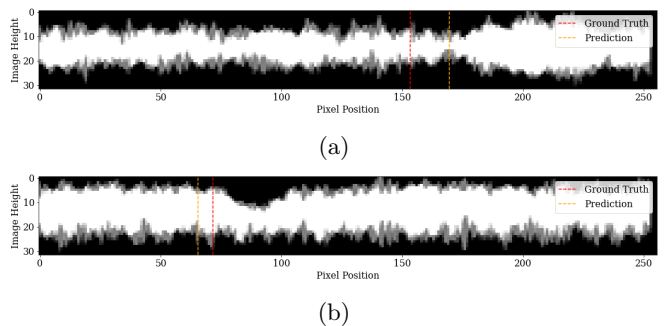 0
10
20
30
Image Height
Ground Truth
Prediction
0 50 100 150 200 250
Pixel Position
(a)
0
10
20
30
Image Height
Ground Truth
Prediction
0 50 100 150 200 250
Pixel Position
(b)